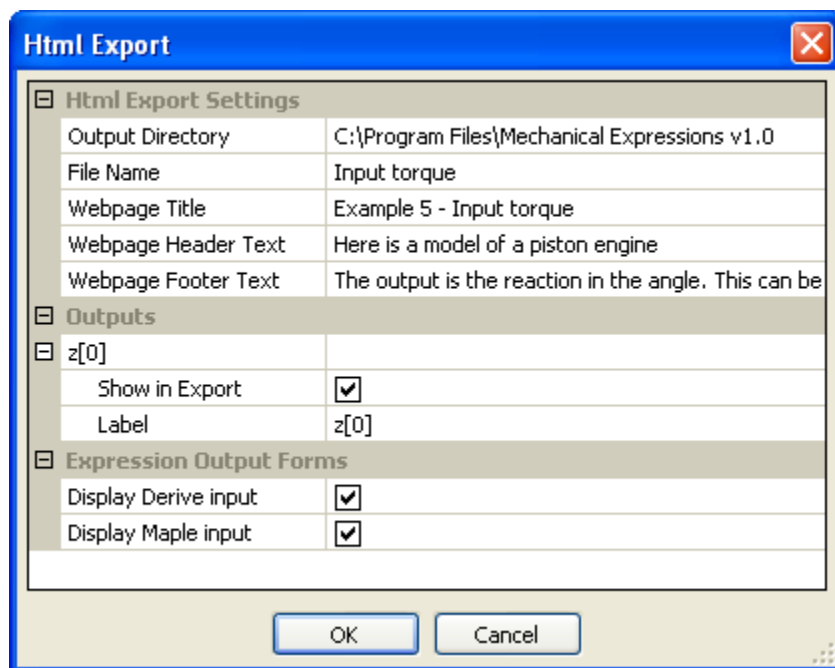 Html Export
Html Export Settings
Output Directory C:\Program Files\Mechanical Expressions v1.0
File Name Input torque
Webpage Title Example 5 - Input torque
Webpage Header Text Here is a model of a piston engine
Webpage Footer Text The output is the reaction in the angle. This can be
Outputs
z[0]
Show in Export
Label z[0]
Expression Output Forms
Display Derive input
Display Maple input
OK Cancel